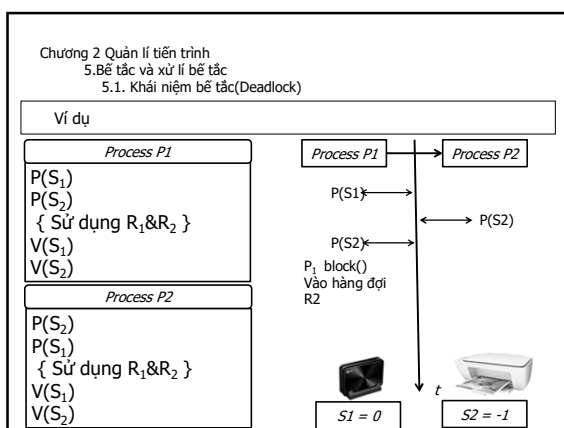 Chương 2 Quản lí tiến trình
5.Bế tắc và xử lí bế tắc
5.1. Khái niệm bế tắc(Deadlock)
Ví dụ
Process P1
P(S₁)
P(S₂)
{ Sử dụng R₁&R₂ }
V(S₁)
V(S₂)
Process P2
P(S₂)
P(S₁)
{ Sử dụng R₁&R₂ }
V(S₁)
V(S₂)
Process P1
Process P2
P(S1)
P(S2)
P(S2)
P₁ block()
Vào hàng đợi
R2
t
S1 = 0
S2 = -1